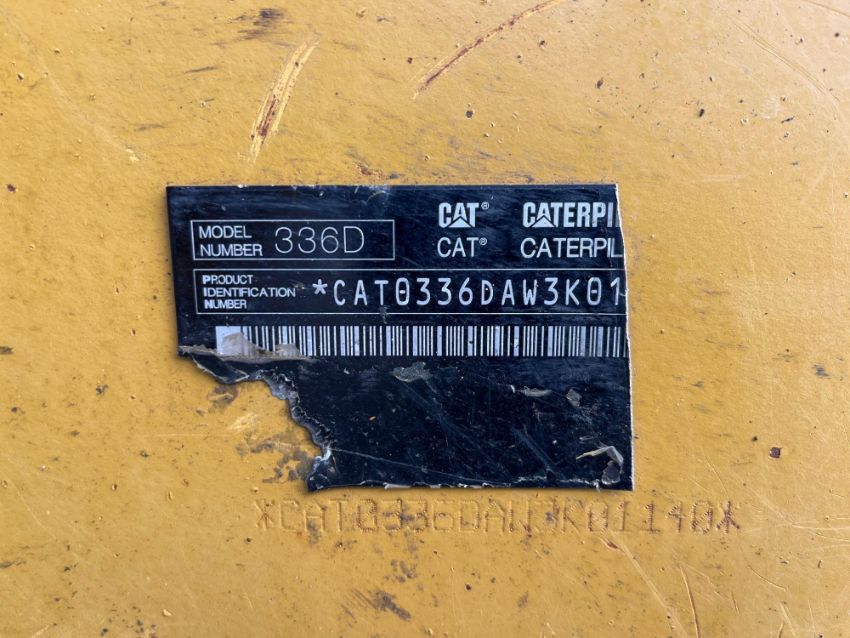 CAT® CATERPI
MODEL NUMBER 336D CAT® CATERPIL
PRODUCT IDENTIFICATION NUMBER *CAT0336DAW3K01
*CAT0336DAW3K01140*